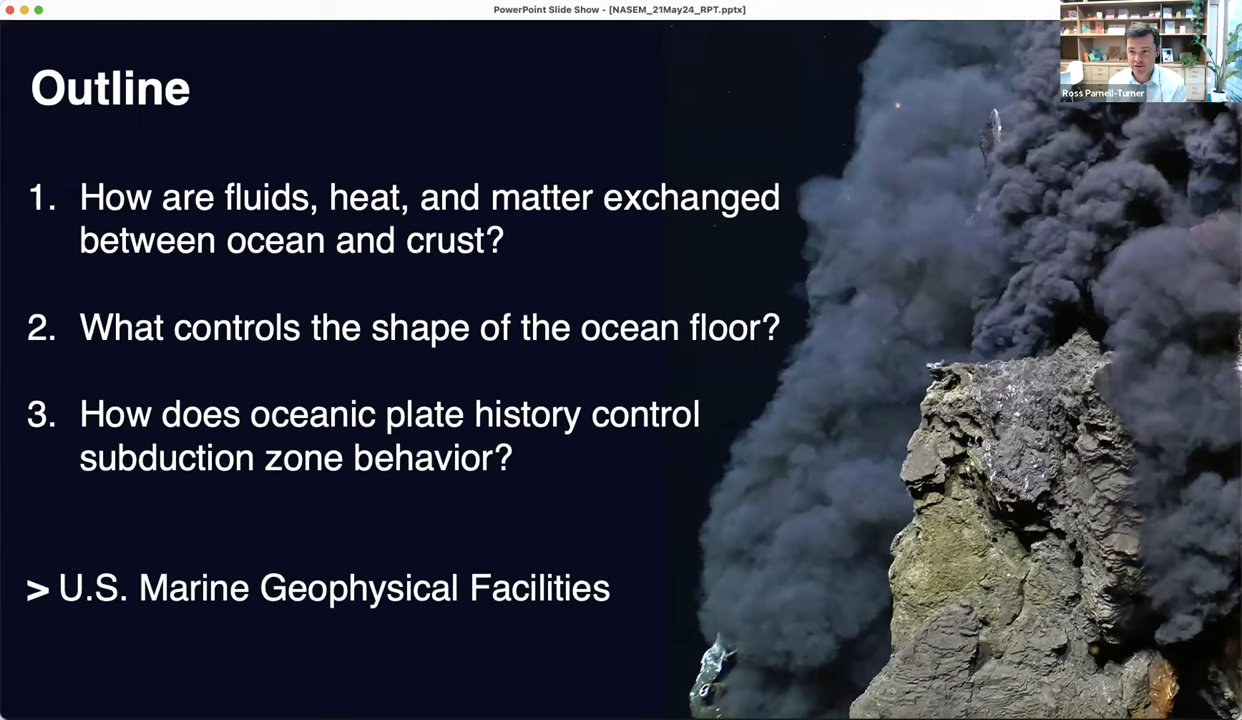 PowerPoint Slide Show - [NASEM_21May24_RPT.pptx]
Ross Parnell-Turner
Outline
1. How are fluids, heat, and matter exchanged
between ocean and crust?
2. What controls the shape of the ocean floor?
3. How does oceanic plate history control
subduction zone behavior?
> U.S. Marine Geophysical Facilities